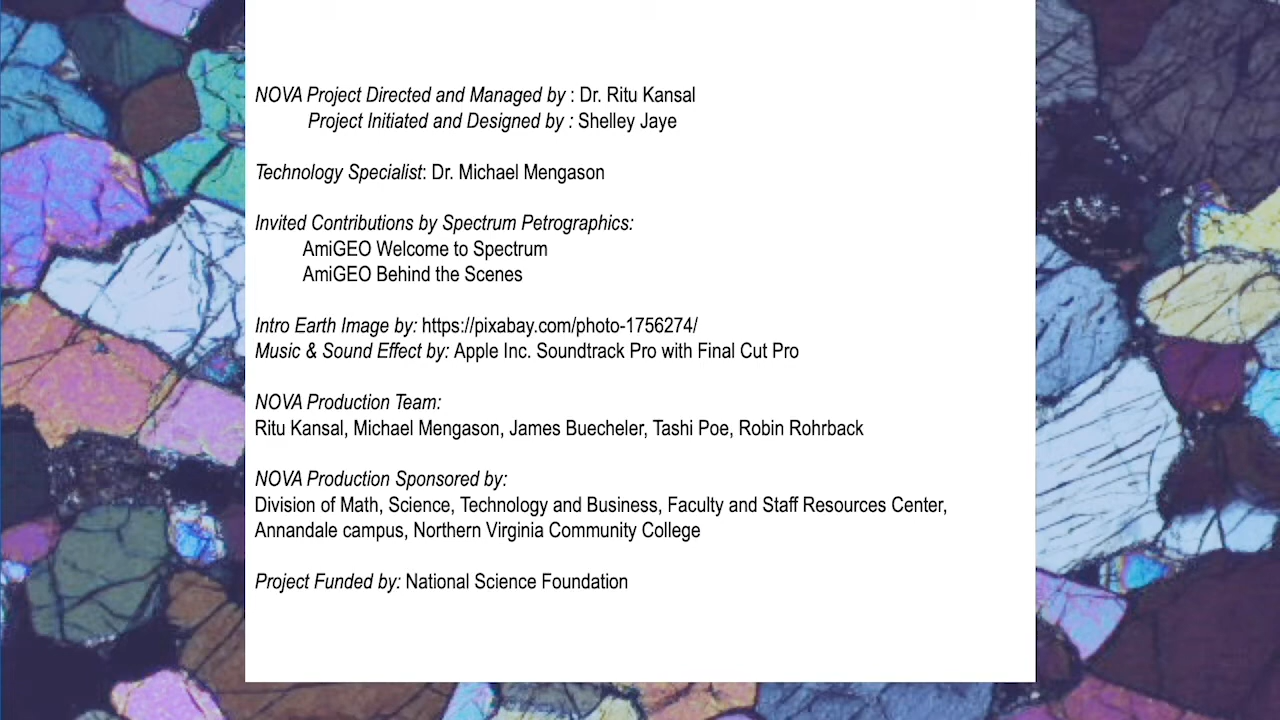 NOVA Project Directed and Managed by : Dr. Ritu Kansal
Project Initiated and Designed by : Shelley Jaye
Technology Specialist: Dr. Michael Mengason
Invited Contributions by Spectrum Petrographics:
AmiGEO Welcome to Spectrum
AmiGEO Behind the Scenes
Intro Earth Image by: https://pixabay.com/photo-1756274/
Music & Sound Effect by: Apple Inc. Soundtrack Pro with Final Cut Pro
NOVA Production Team:
Ritu Kansal, Michael Mengason, James Buecheler, Tashi Poe, Robin Rohrback
NOVA Production Sponsored by:
Division of Math, Science, Technology and Business, Faculty and Staff Resources Center,
Annandale campus, Northern Virginia Community College
Project Funded by: National Science Foundation